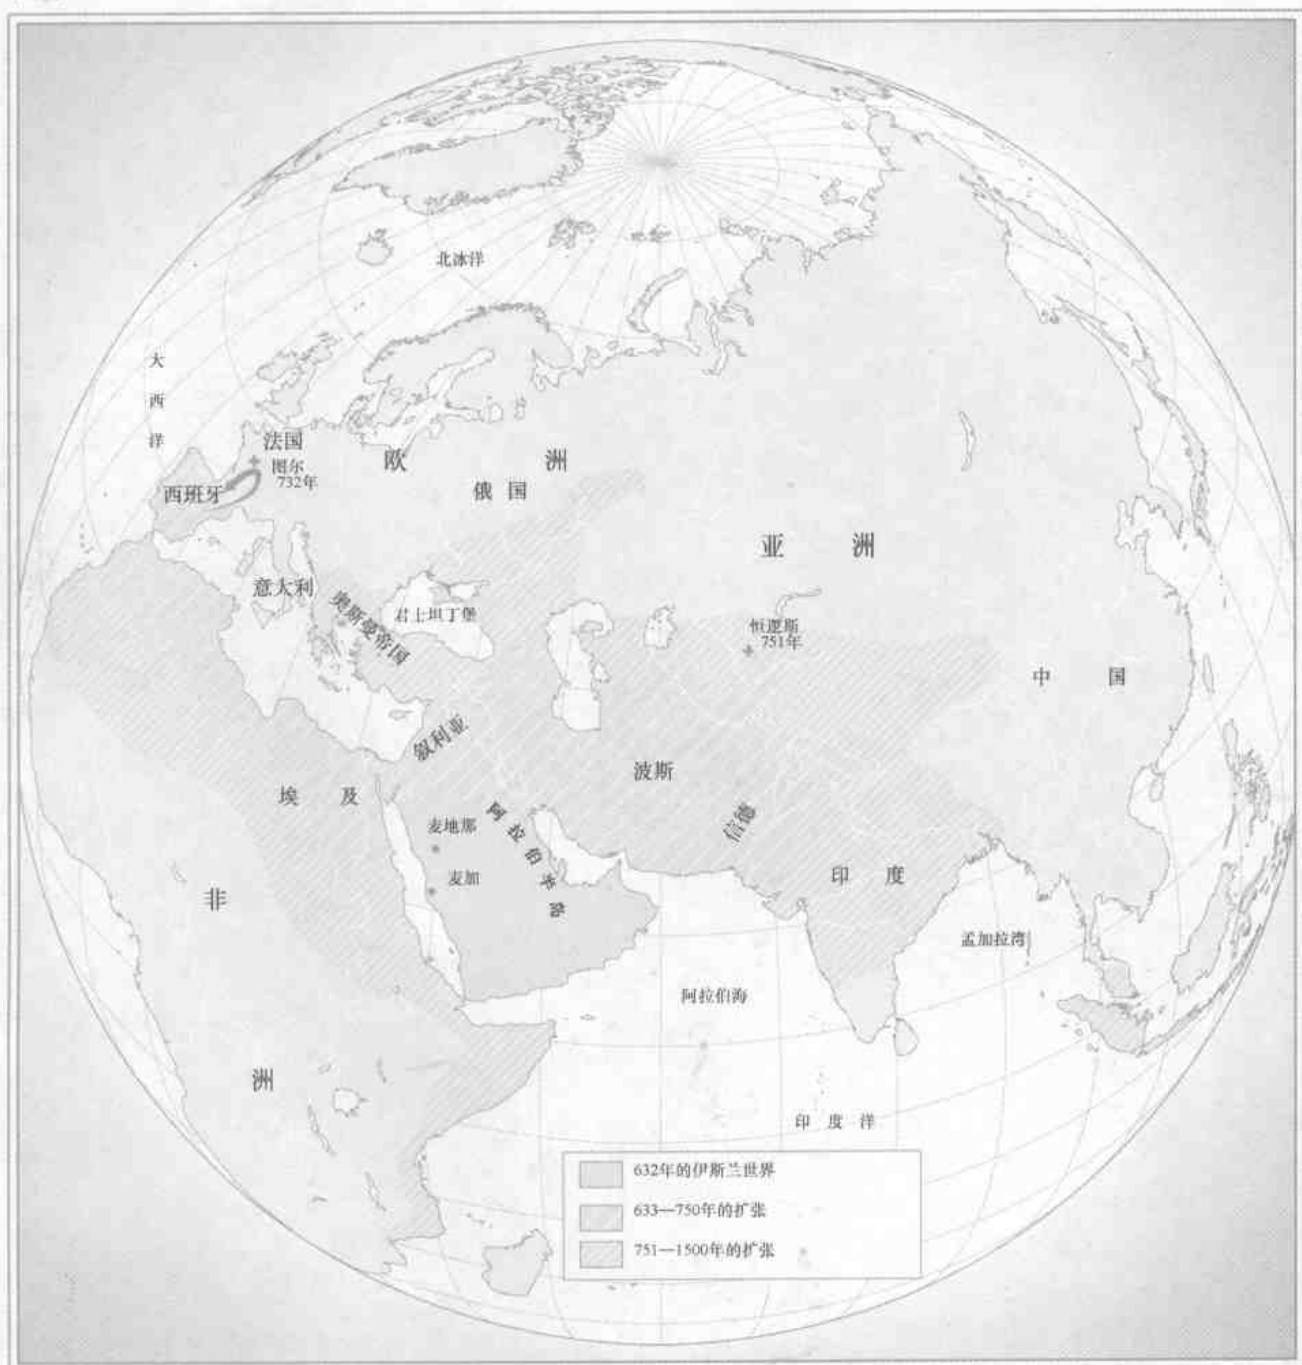 北冰洋
大西洋
法国
图尔
732年
欧洲
俄国
西班牙
亚洲
意大利
奥斯曼帝国
君士坦丁堡
恒逻斯
751年
中国
叙利亚
波斯
埃及
麦地那
阿拉伯半岛
信德
麦加
印度
非洲
孟加拉湾
阿拉伯海
印度洋
632年的伊斯兰世界
633—750年的扩张
751—1500年的扩张